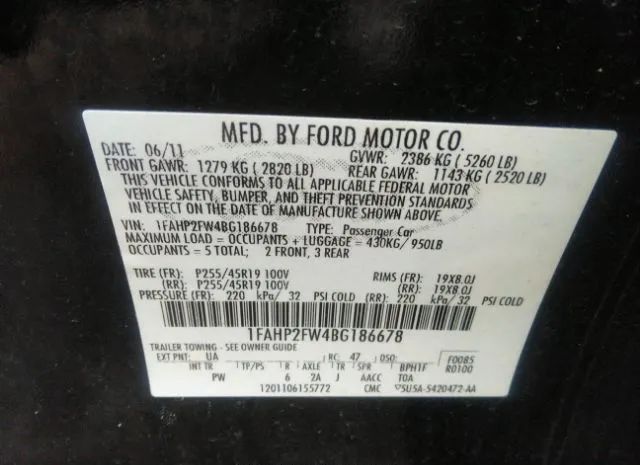 MFD. BY FORD MOTOR CO.
DATE: 06/11 GVWR: 2386 KG ( 5260 LB)
FRONT GAWR: 1279 KG ( 2820 LB) REAR GAWR: 1143 KG ( 2520 LB)
THIS VEHICLE CONFORMS TO ALL APPLICABLE FEDERAL MOTOR
VEHICLE SAFETY, BUMPER, AND THEFT PREVENTION STANDARDS
IN EFFECT ON THE DATE OF MANUFACTURE SHOWN ABOVE.
VIN: 1FAHP2FW4BG186678 TYPE: Passenger Car
MAXIMUM LOAD = OCCUPANTS + LUGGAGE = 430KG/ 950LB
OCCUPANTS = 5 TOTAL; 2 FRONT, 3 REAR
TIRE (FR): P255/45R19 100V RIMS (FR): 19X8.0J
(RR): P255/45R19 100V (RR): 19X8.0J
PRESSURE (FR): 220 kPa/ 32 PSI COLD (RR): 220 kPa/ 32 PSI COLD
1FAHP2FW4BG186678
TRAILER TOWING - SEE OWNER GUIDE
EXT PNT: UA RC: 47 DSO: F0085
INT TR TP/PS R AXLE TR SPR BPH1F R0100
PW 6 2A J AACC TOA
1201106155772 CMC 5U5A-5420472-AA